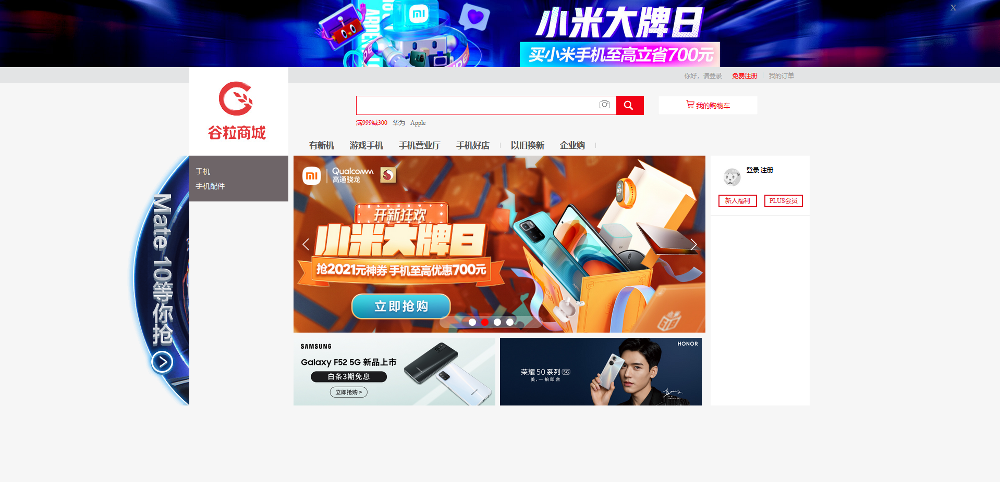 小米大牌日
X
买小米手机至高立省700元
你好，请登录 免费注册 我的订单
谷粒商城
我的购物车
满999减300 华为 Apple
有新机 游戏手机 手机营业厅 手机好店 以旧换新 企业购
手机
手机配件
Mate 10等你抢
Qualcomm
高通骁龙
开新狂欢
小米大牌日
抢2021元神券 手机至高优惠700元
立即抢购
登录 注册
新人福利 PLUS会员
SAMSUNG
Galaxy F52 5G 新品上市
白条3期免息
立即抢购 >
HONOR
荣耀 50 系列 5G
美，一拍即合